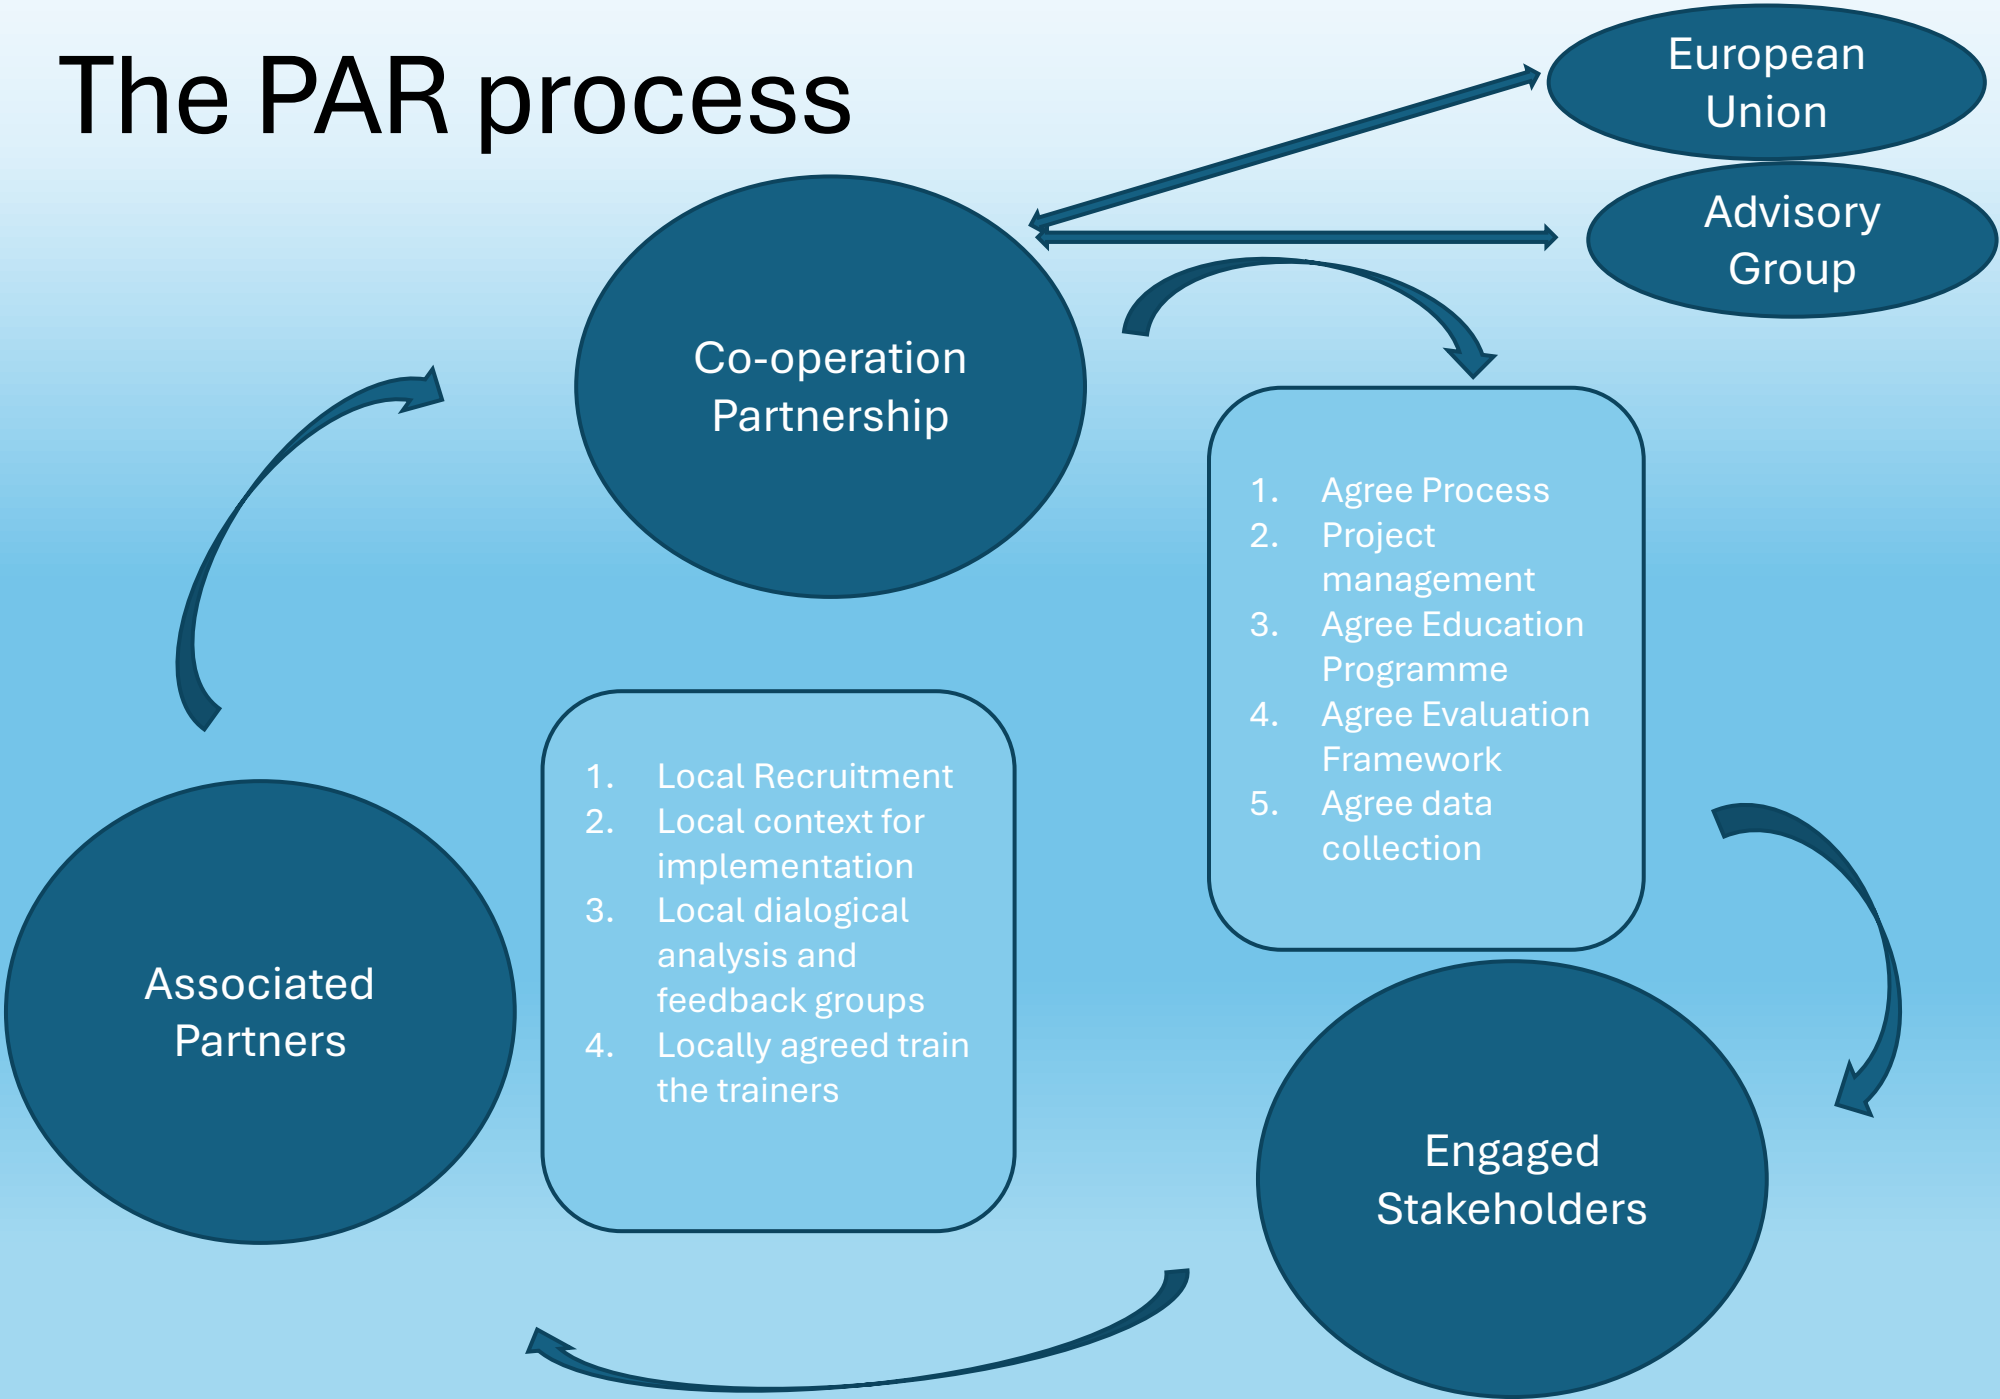 The PAR process
European
Union
Advisory
Group
Co-operation
Partnership
1. Agree Process
2. Project
management
3. Agree Education
Programme
4. Agree Evaluation
Framework
5. Agree data
collection
1. Local Recruitment
2. Local context for
implementation
3. Local dialogical
analysis and
feedback groups
4. Locally agreed train
the trainers
Associated
Partners
Engaged
Stakeholders